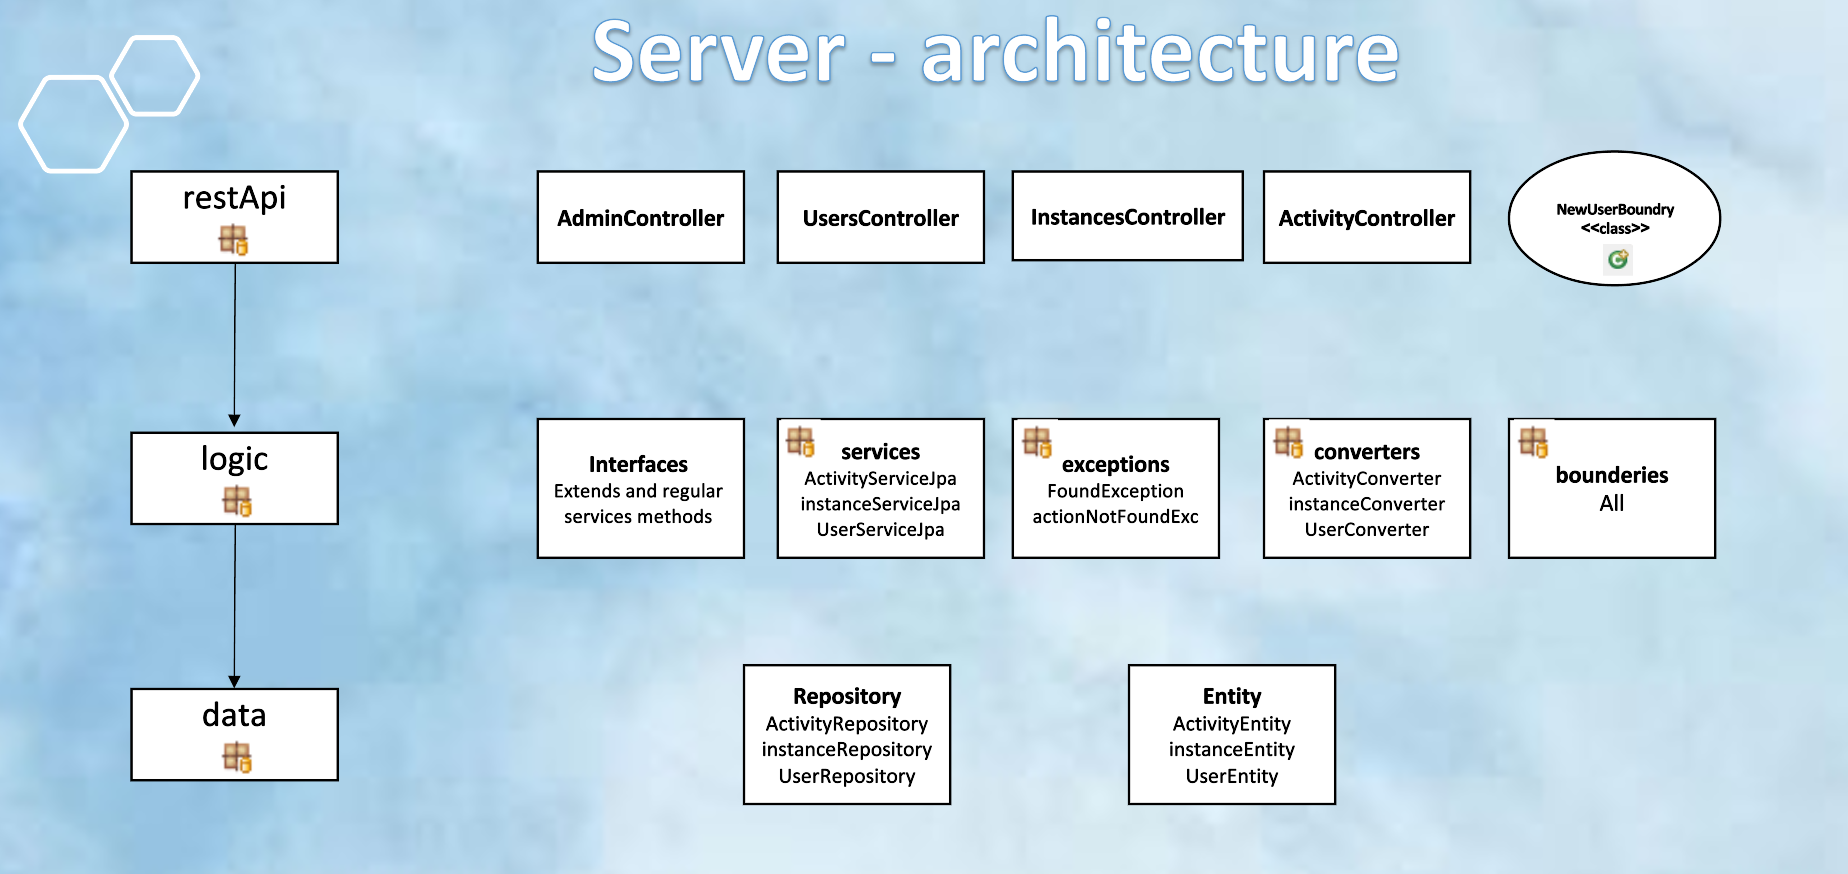 Server - architecture
restApi
AdminController
UsersController
InstancesController
ActivityController
NewUserBoundry
<<class>>
logic
Interfaces
Extends and regular
services methods
services
ActivityServiceJpa
instanceServiceJpa
UserServiceJpa
exceptions
FoundException
actionNotFoundExc
converters
ActivityConverter
instanceConverter
UserConverter
bounderies
All
data
Repository
ActivityRepository
instanceRepository
UserRepository
Entity
ActivityEntity
instanceEntity
UserEntity